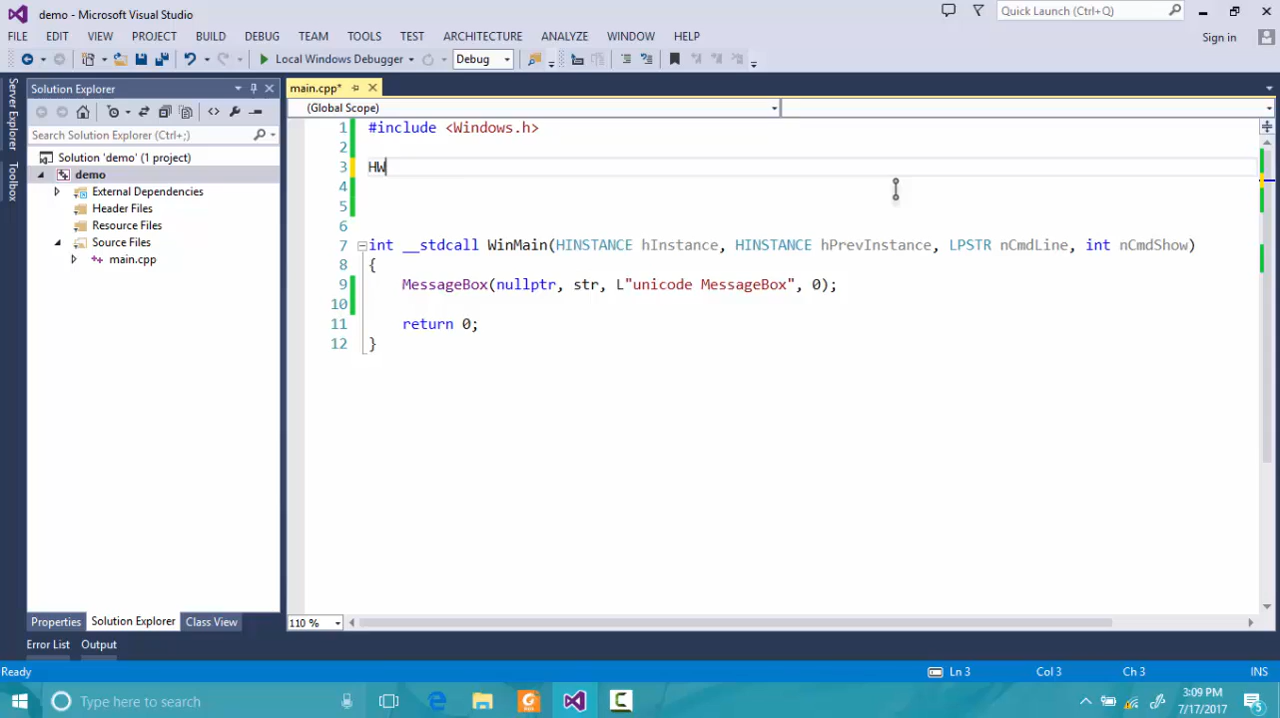 demo - Microsoft Visual Studio
Quick Launch (Ctrl+Q)
FILE EDIT VIEW PROJECT BUILD DEBUG TEAM TOOLS TEST ARCHITECTURE ANALYZE WINDOW HELP
Sign in
Local Windows Debugger
Debug
Server Explorer
Toolbox
Solution Explorer
Search Solution Explorer (Ctrl+;)
Solution 'demo' (1 project)
demo
External Dependencies
Header Files
Resource Files
Source Files
main.cpp
Properties Solution Explorer Class View
main.cpp*
(Global Scope)
1 #include <Windows.h>
2
3 HW
4
5
6
7 int __stdcall WinMain(HINSTANCE hInstance, HINSTANCE hPrevInstance, LPSTR nCmdLine, int nCmdShow)
8 {
9 MessageBox(nullptr, str, L"unicode MessageBox", 0);
10
11 return 0;
12 }
110 %
Error List Output
Ready
Ln 3 Col 3 Ch 3 INS
Type here to search
3:09 PM
7/17/2017
5